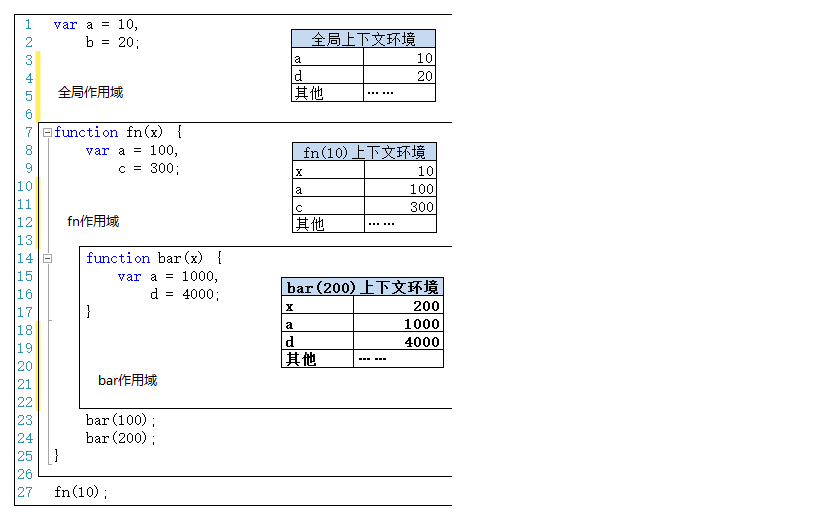 1 var a = 10,
2 b = 20;
全局上下文环境
3
a 10
4
d 20
5 全局作用域
其他 ……
6
7 function fn(x) {
8 var a = 100,
fn(10)上下文环境
9 c = 300;
x 10
10
a 100
11
c 300
12 fn作用域
其他 ……
13
14 function bar(x) {
15 var a = 1000,
bar(200)上下文环境
16 d = 4000;
x 200
17 }
a 1000
18
d 4000
19
其他 ……
20
21 bar作用域
22
23 bar(100);
24 bar(200);
25 }
26
27 fn(10);